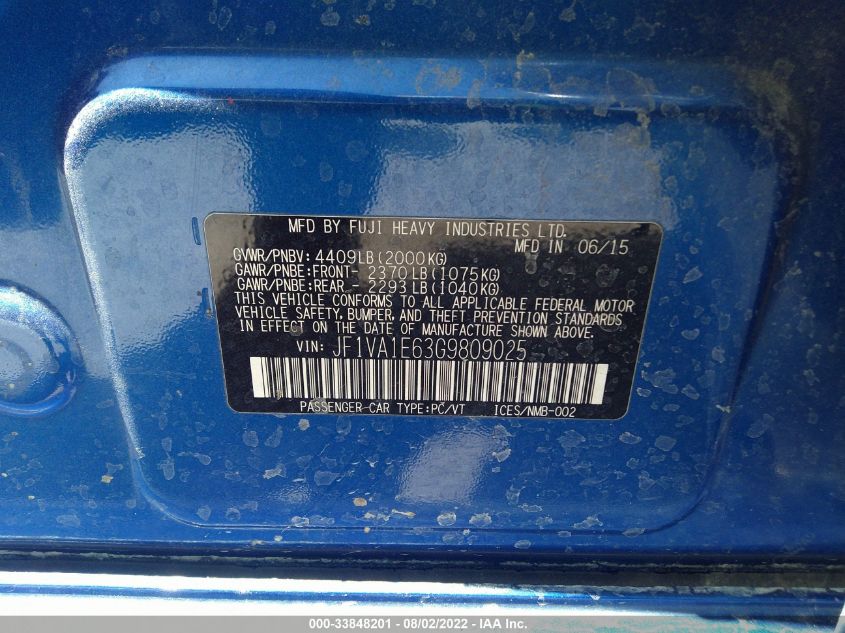 MFD BY FUJI HEAVY INDUSTRIES LTD.
MFD IN 06/15
GVWR/PNBV: 4409LB(2000KG)
GAWR/PNBE:FRONT- 2370LB(1075KG)
GAWR/PNBE:REAR - 2293LB(1040KG)
THIS VEHICLE CONFORMS TO ALL APPLICABLE FEDERAL MOTOR
VEHICLE SAFETY, BUMPER, AND THEFT PREVENTION STANDARDS
IN EFFECT ON THE DATE OF MANUFACTURE SHOWN ABOVE.
VIN: JF1VA1E63G9809025
PASSENGER-CAR TYPE:PC/VT ICES/NMB-002
000-33848201 - 08/02/2022 - IAA Inc.